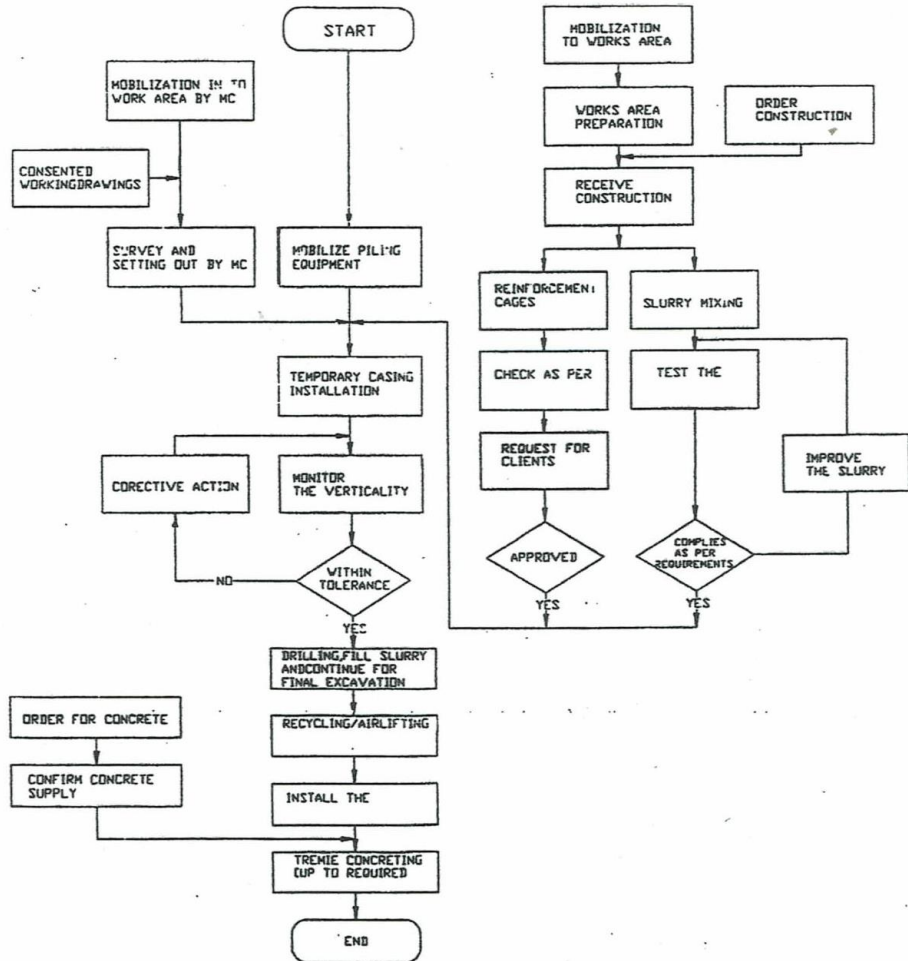 START
MOBILIZATION
TO WORKS AREA
MOBILIZATION IN TO
WORK AREA BY MC
WORKS AREA
PREPARATION
ORDER
CONSTRUCTION
CONSENTED
WORKINGDRAWINGS
RECEIVE
CONSTRUCTION
SURVEY AND
SETTING OUT BY MC
MOBILIZE PILING
EQUIPMENT
REINFORCEMENT
CAGES
SLURRY MIXING
TEMPORARY CASING
INSTALLATION
CHECK AS PER
TEST THE
REQUEST FOR
CLIENTS
IMPROVE
THE SLURRY
CORECTIVE ACTION
MONITOR
THE VERTICALITY
APPROVED
COMPLIES
AS PER
REQUIREMENTS
NO
WITHIN
TOLERANCE
YES
YES
YES
DRILLING,FILL SLURRY
ANDCONTINUE FOR
FINAL EXCAVATION
ORDER FOR CONCRETE
RECYCLING/AIRLIFTING
CONFIRM CONCRETE
SUPPLY
INSTALL THE
TREMIE CONCRETING
(UP TO REQUIRED
END